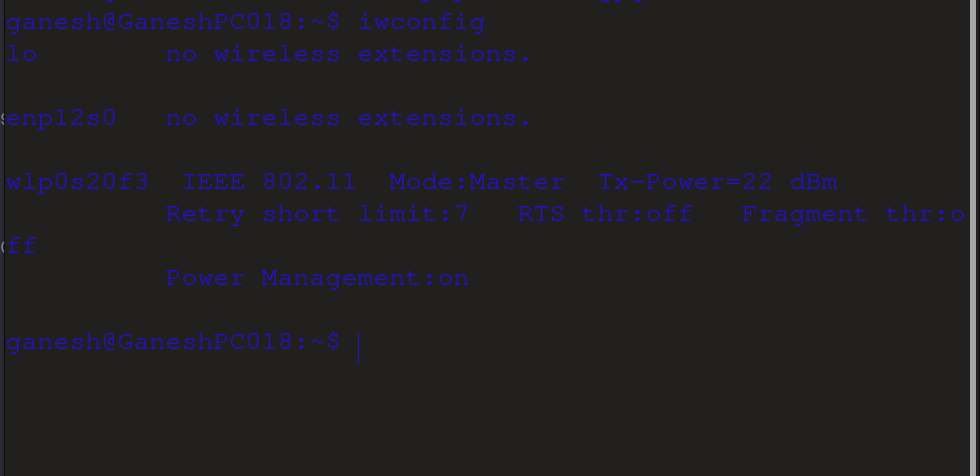 ganesh@GaneshPC018:~$ iwconfig
lo        no wireless extensions.
enp12s0   no wireless extensions.
wlp0s20f3  IEEE 802.11  Mode:Master  Tx-Power=22 dBm
          Retry short limit:7   RTS thr:off   Fragment thr:o
ff
          Power Management:on
ganesh@GaneshPC018:~$